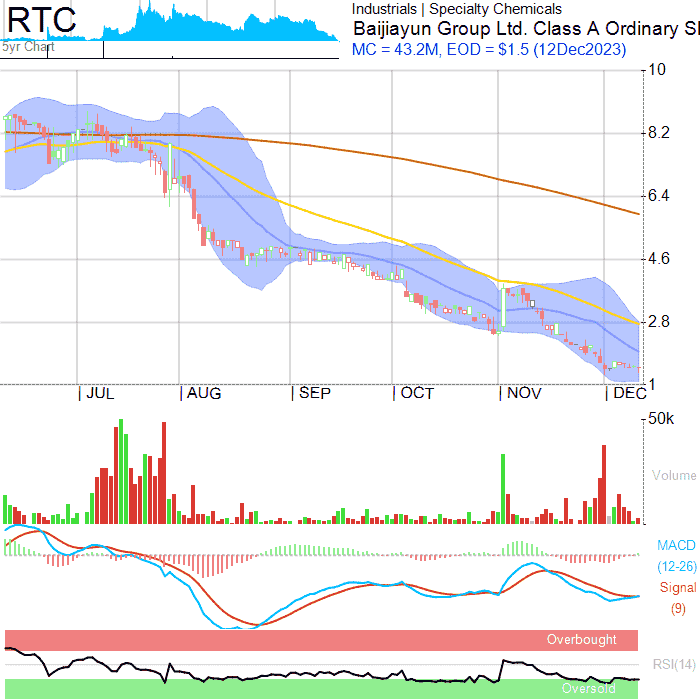 RTC
5yr Chart
Industrials | Specialty Chemicals
Baijiayun Group Ltd. Class A Ordinary Sl
MC = 43.2M, EOD = $1.5 (12Dec2023)
10
8.2
6.4
4.6
2.8
1
JUL AUG SEP OCT NOV DEC
50k
Volume
MACD
(12-26)
Signal
(9)
Overbought
RSI(14)
Oversold